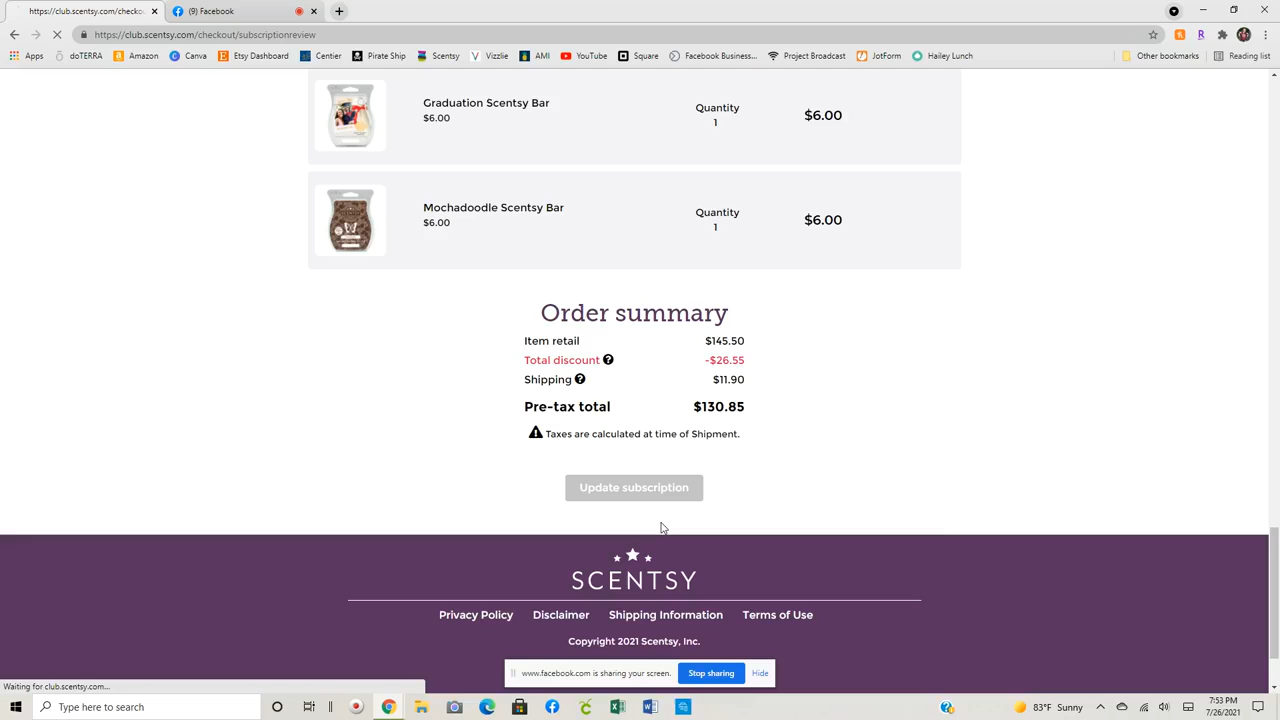 https://club.scentsy.com/checkou
(9) Facebook
https://club.scentsy.com/checkout/subscriptionreview
Apps
doTERRA
Amazon
Canva
Etsy Dashboard
Centier
Pirate Ship
Scentsy
Vizzlie
AMI
YouTube
Square
Facebook Business...
Project Broadcast
JotForm
Hailey Lunch
Other bookmarks
Reading list
Graduation Scentsy Bar
$6.00
Quantity
1
$6.00
Mochadoodle Scentsy Bar
$6.00
Quantity
1
$6.00
Order summary
Item retail $145.50
Total discount -$26.55
Shipping $11.90
Pre-tax total $130.85
Taxes are calculated at time of Shipment.
Update subscription
SCENTSY
Privacy Policy Disclaimer Shipping Information Terms of Use
Copyright 2021 Scentsy, Inc.
www.facebook.com is sharing your screen. Stop sharing Hide
Waiting for club.scentsy.com...
Type here to search
83°F Sunny
7:53 PM
7/26/2021